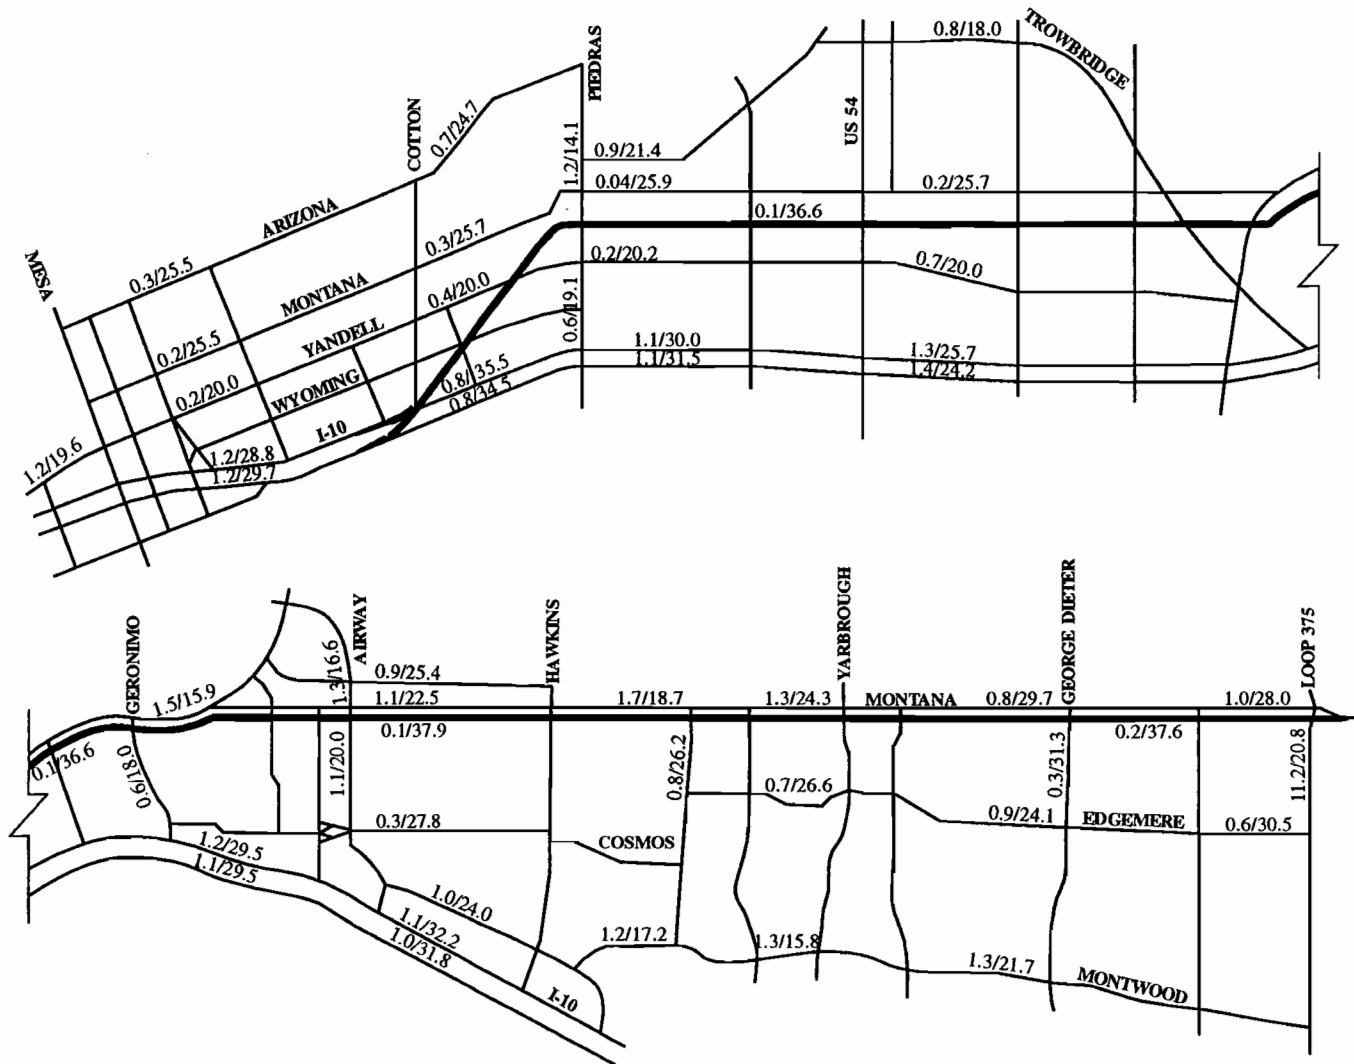 0.8/18.0
TROWBRIDGE
PIEDRAS
US 54
COTTON
0.7/24.7
1.2/14.1
0.9/21.4
0.04/25.9
0.2/25.7
ARIZONA
0.1/36.6
MESA
0.3/25.5
MONTANA
0.3/25.7
0.2/20.2
0.7/20.0
0.4/20.0
0.6/19.1
0.2/25.5
YANDELL
1.1/30.0
1.1/31.5
1.3/25.7
1.4/24.2
0.2/20.0
WYOMING
0.8/35.5
0.8/34.5
I-10
1.2/19.6
1.2/28.8
1.2/29.7
GERONIMO
AIRWAY
HAWKINS
YARBROUGH
GEORGE DIETER
LOOP 375
1.3/16.6
0.9/25.4
1.5/15.9
1.1/22.5
1.7/18.7
1.3/24.3
MONTANA
0.8/29.7
1.0/28.0
0.1/36.6
0.1/37.9
0.2/37.6
0.6/18.0
1.1/20.0
0.8/26.2
0.3/31.3
11.2/20.8
0.7/26.6
0.3/27.8
0.9/24.1
EDGEMERE
0.6/30.5
1.2/29.5
1.1/29.5
COSMOS
1.0/24.0
1.1/32.2
1.0/31.8
1.2/17.2
1.3/15.8
1.3/21.7
MONTWOOD
I-10